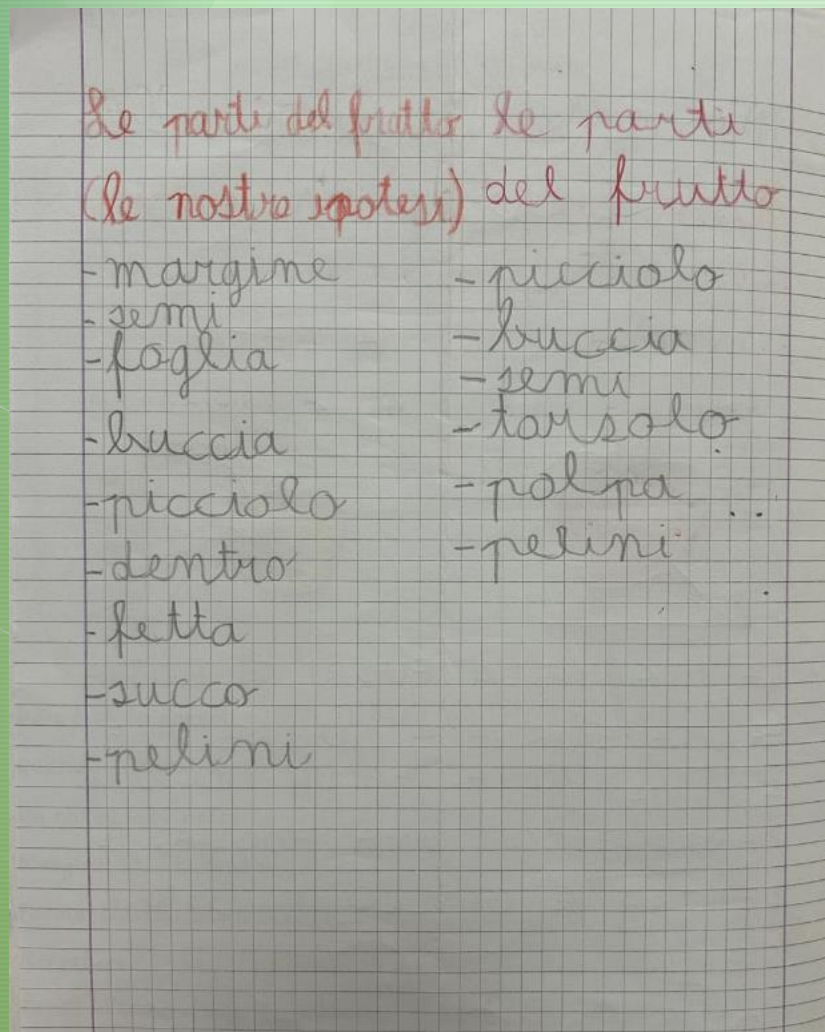 Le parti del frutto
(le nostre ipotesi)
-margine
-semi
-foglia
-buccia
-picciolo
-dentro
-fetta
-succo
-pelini
Le parti
del frutto
-picciolo
-buccia
-semi
-torsolo
-polpa
-pelini